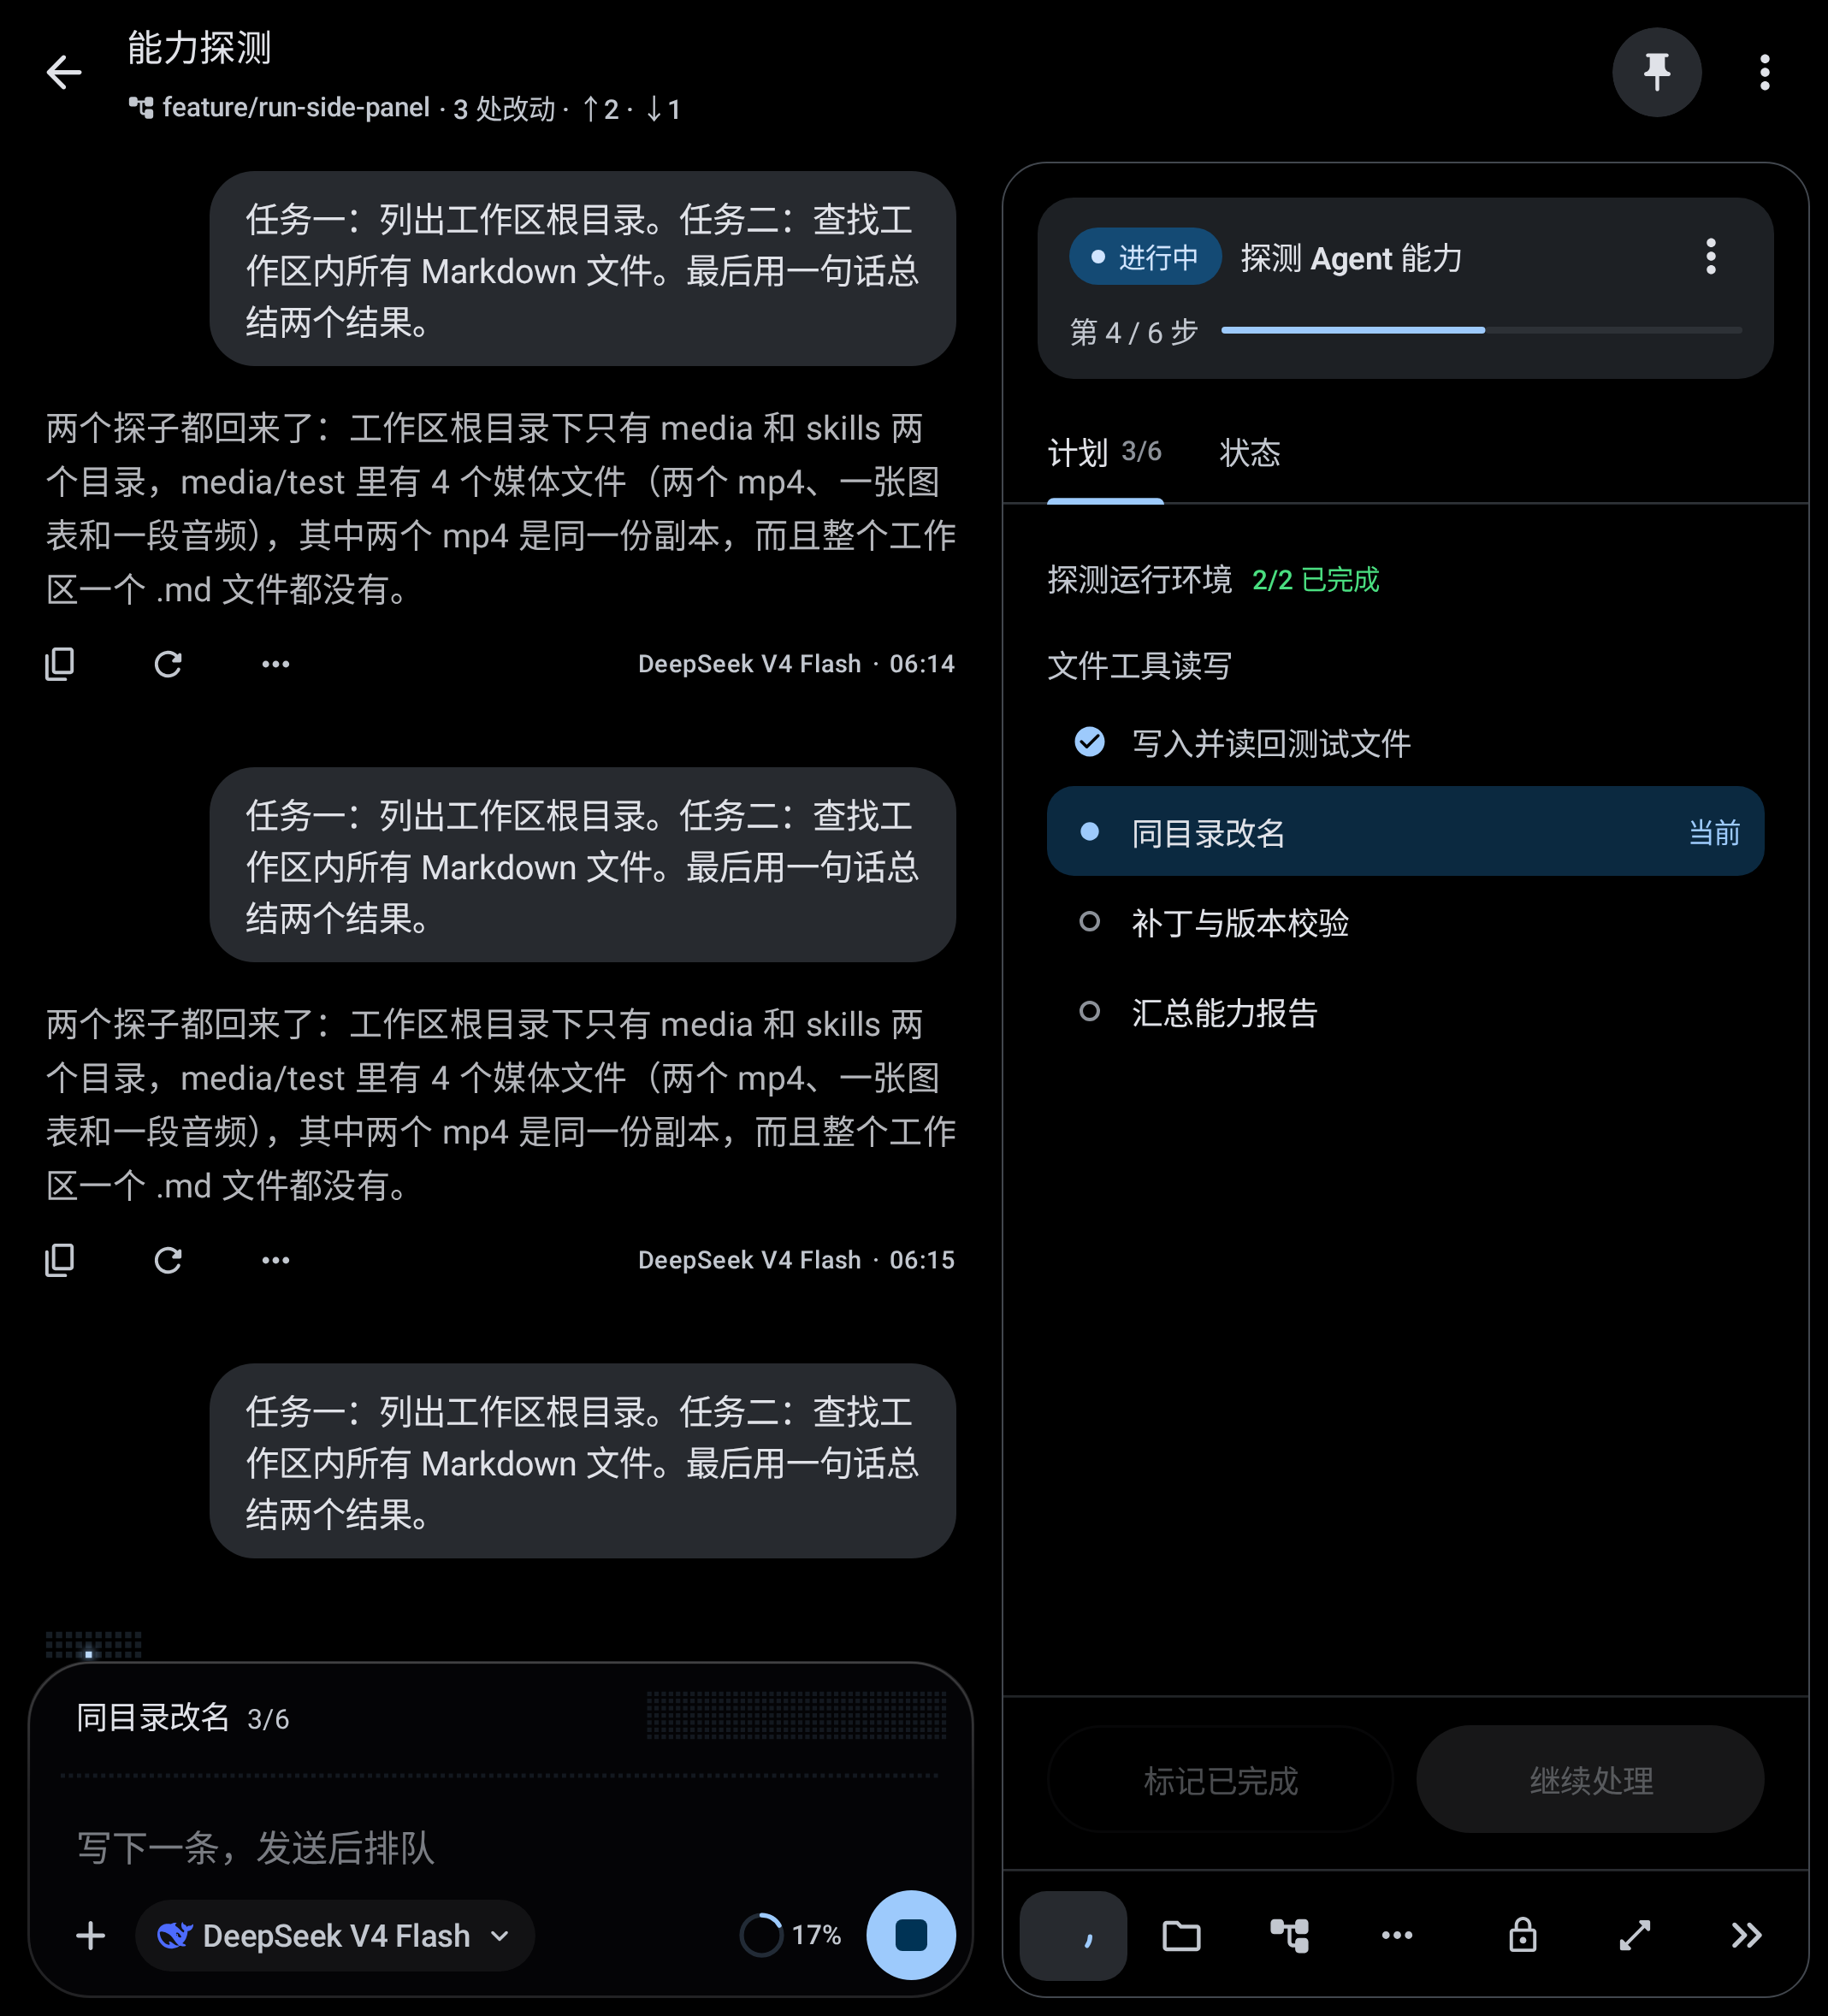 能力探测
feature/run-side-panel · 3 处改动 · ↑2 · ↓1
任务一：列出工作区根目录。任务二：查找工
作区内所有 Markdown 文件。最后用一句话总
结两个结果。
两个探子都回来了：工作区根目录下只有 media 和 skills 两
个目录，media/test 里有 4 个媒体文件（两个 mp4、一张图
表和一段音频），其中两个 mp4 是同一份副本，而且整个工作
区一个 .md 文件都没有。
DeepSeek V4 Flash · 06:14
任务一：列出工作区根目录。任务二：查找工
作区内所有 Markdown 文件。最后用一句话总
结两个结果。
两个探子都回来了：工作区根目录下只有 media 和 skills 两
个目录，media/test 里有 4 个媒体文件（两个 mp4、一张图
表和一段音频），其中两个 mp4 是同一份副本，而且整个工作
区一个 .md 文件都没有。
DeepSeek V4 Flash · 06:15
任务一：列出工作区根目录。任务二：查找工
作区内所有 Markdown 文件。最后用一句话总
结两个结果。
同目录改名 3/6
写下一条，发送后排队
DeepSeek V4 Flash
17%
进行中 探测 Agent 能力
第 4 / 6 步
计划 3/6 状态
探测运行环境 2/2 已完成
文件工具读写
写入并读回测试文件
同目录改名 当前
补丁与版本校验
汇总能力报告
标记已完成 继续处理